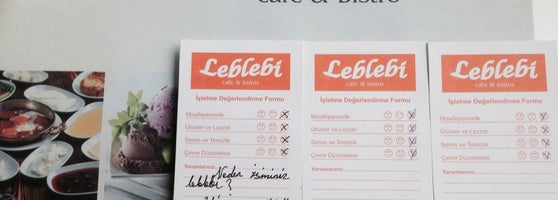 Cafe & Bistro
Leblebi
cafe & bistro
İşletme Değerlendirme Formu
Misafirperverlik
Ürünler ve Lezzet
Servis ve Temizlik
Çevre Düzenleme
Yorumlarınız:
Neden isminiz
leblebi?
Leblebi
cafe & bistro
İşletme Değerlendirme Formu
Misafirperverlik
Ürünler ve Lezzet
Servis ve Temizlik
Çevre Düzenleme
Yorumlarınız:
Leblebi
cafe & bistro
İşletme Değerlendirme Formu
Misafirperverlik
Ürünler ve Lezzet
Servis ve Temizlik
Çevre Düzenleme
Yorumlarınız: